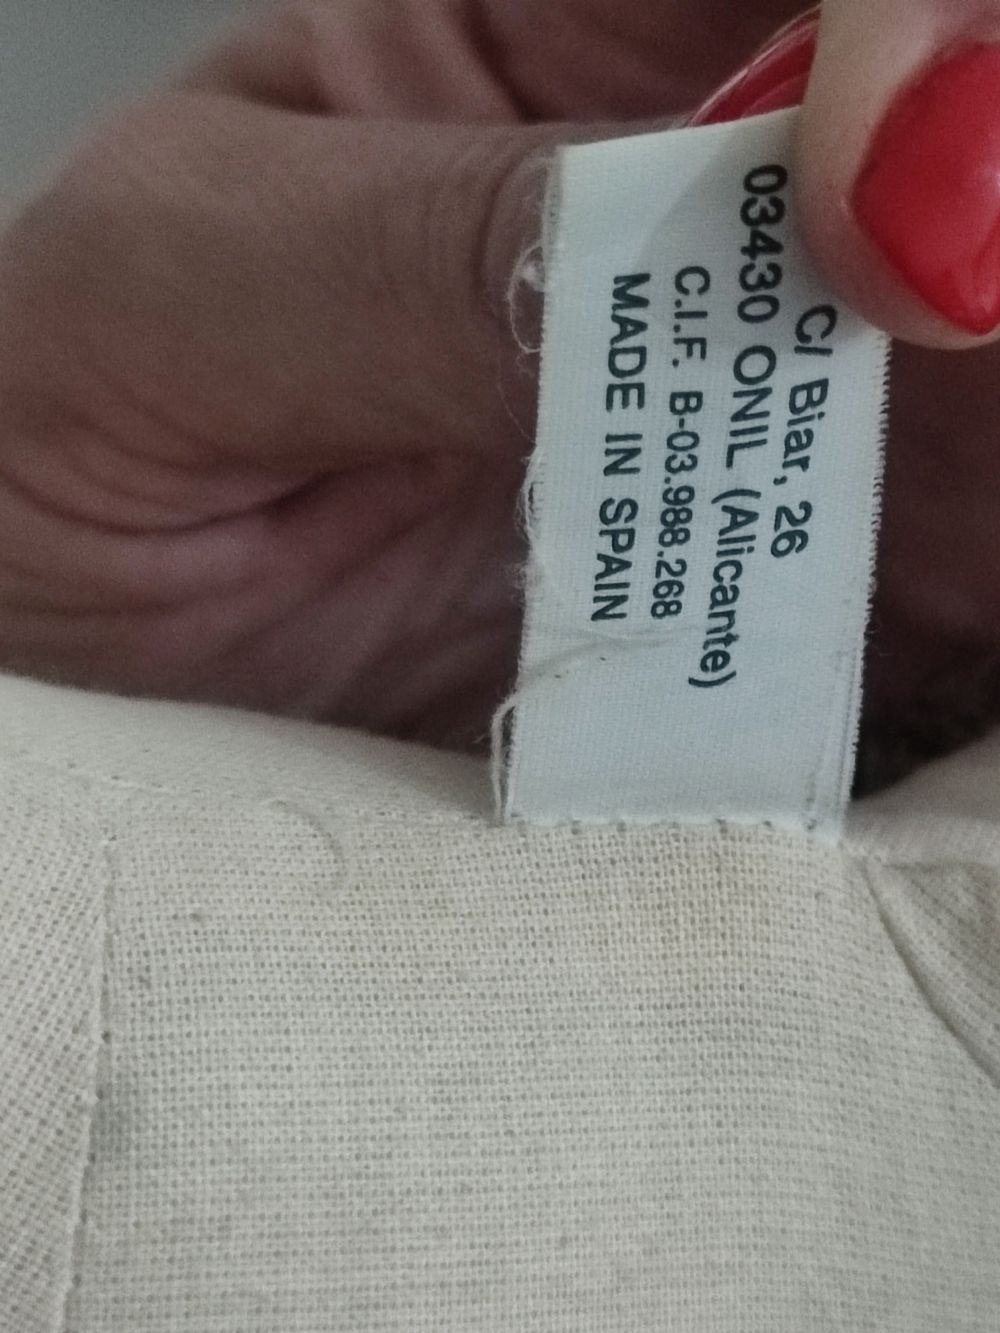 C/ Biar, 26
03430 ONIL (Alicante)
C.I.F. B-03.988.268
MADE IN SPAIN